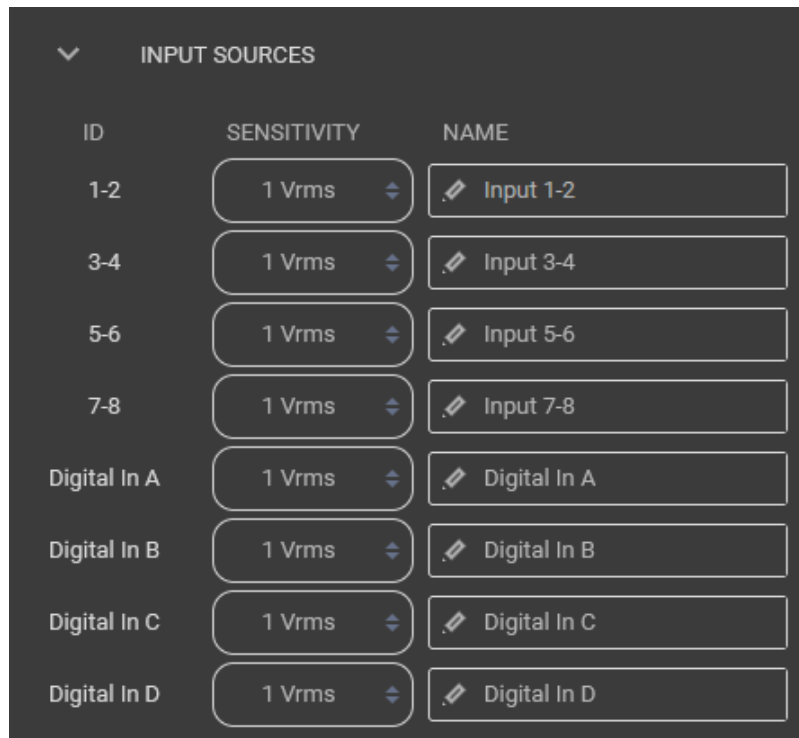 INPUT SOURCES
ID SENSITIVITY NAME
1-2 1 Vrms Input 1-2
3-4 1 Vrms Input 3-4
5-6 1 Vrms Input 5-6
7-8 1 Vrms Input 7-8
Digital In A 1 Vrms Digital In A
Digital In B 1 Vrms Digital In B
Digital In C 1 Vrms Digital In C
Digital In D 1 Vrms Digital In D